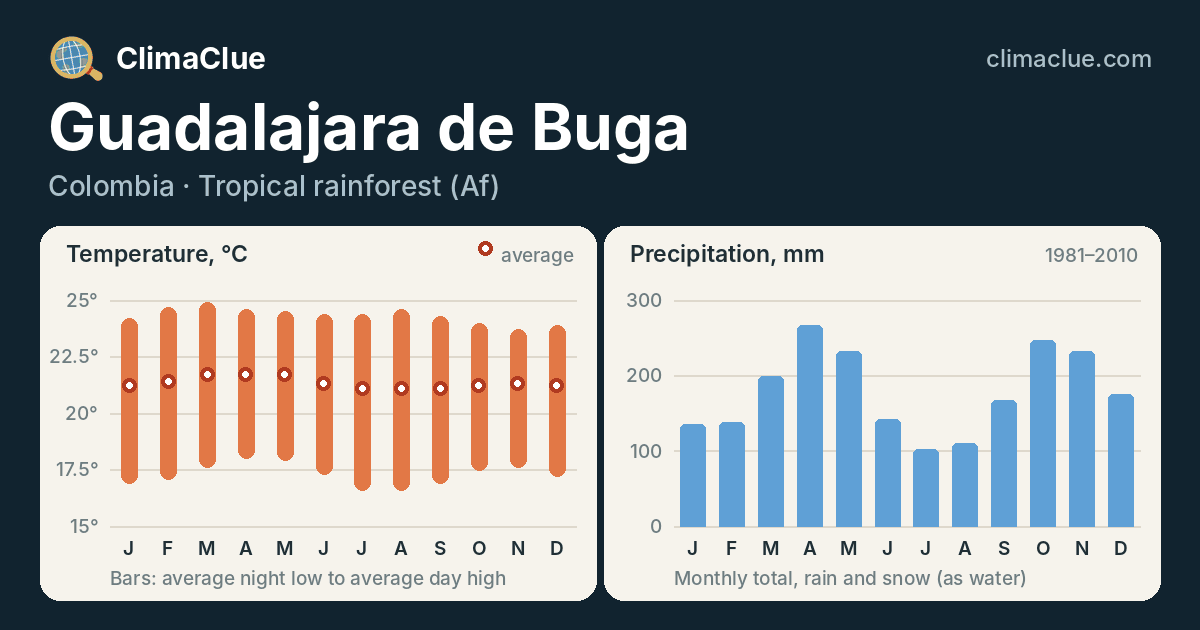 ClimaClue
climaclue.com
Guadalajara de Buga
Colombia · Tropical rainforest (Af)
Temperature, °C
average
25°
22.5°
20°
17.5°
15°
J F M A M J J A S O N D
Bars: average night low to average day high
Precipitation, mm
1981–2010
300
200
100
0
J F M A M J J A S O N D
Monthly total, rain and snow (as water)